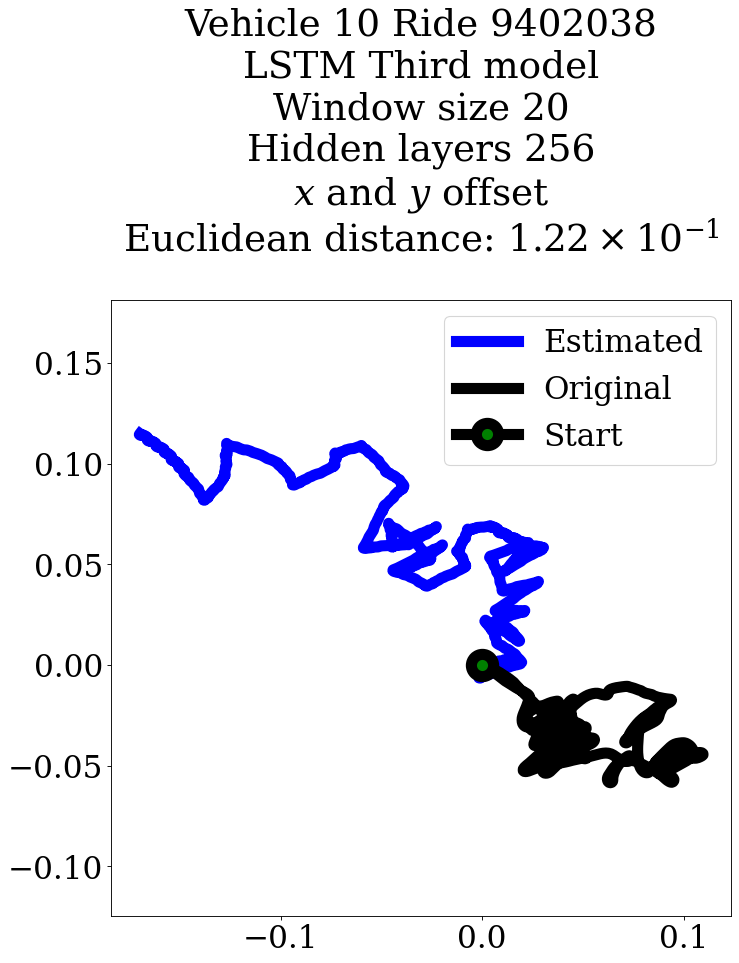 Vehicle 10 Ride 9402038
LSTM Third model
Window size 20
Hidden layers 256
x and y offset
Euclidean distance: 1.22 × 10⁻¹
Estimated
Original
Start
0.15
0.10
0.05
0.00
−0.05
−0.10
−0.1 0.0 0.1